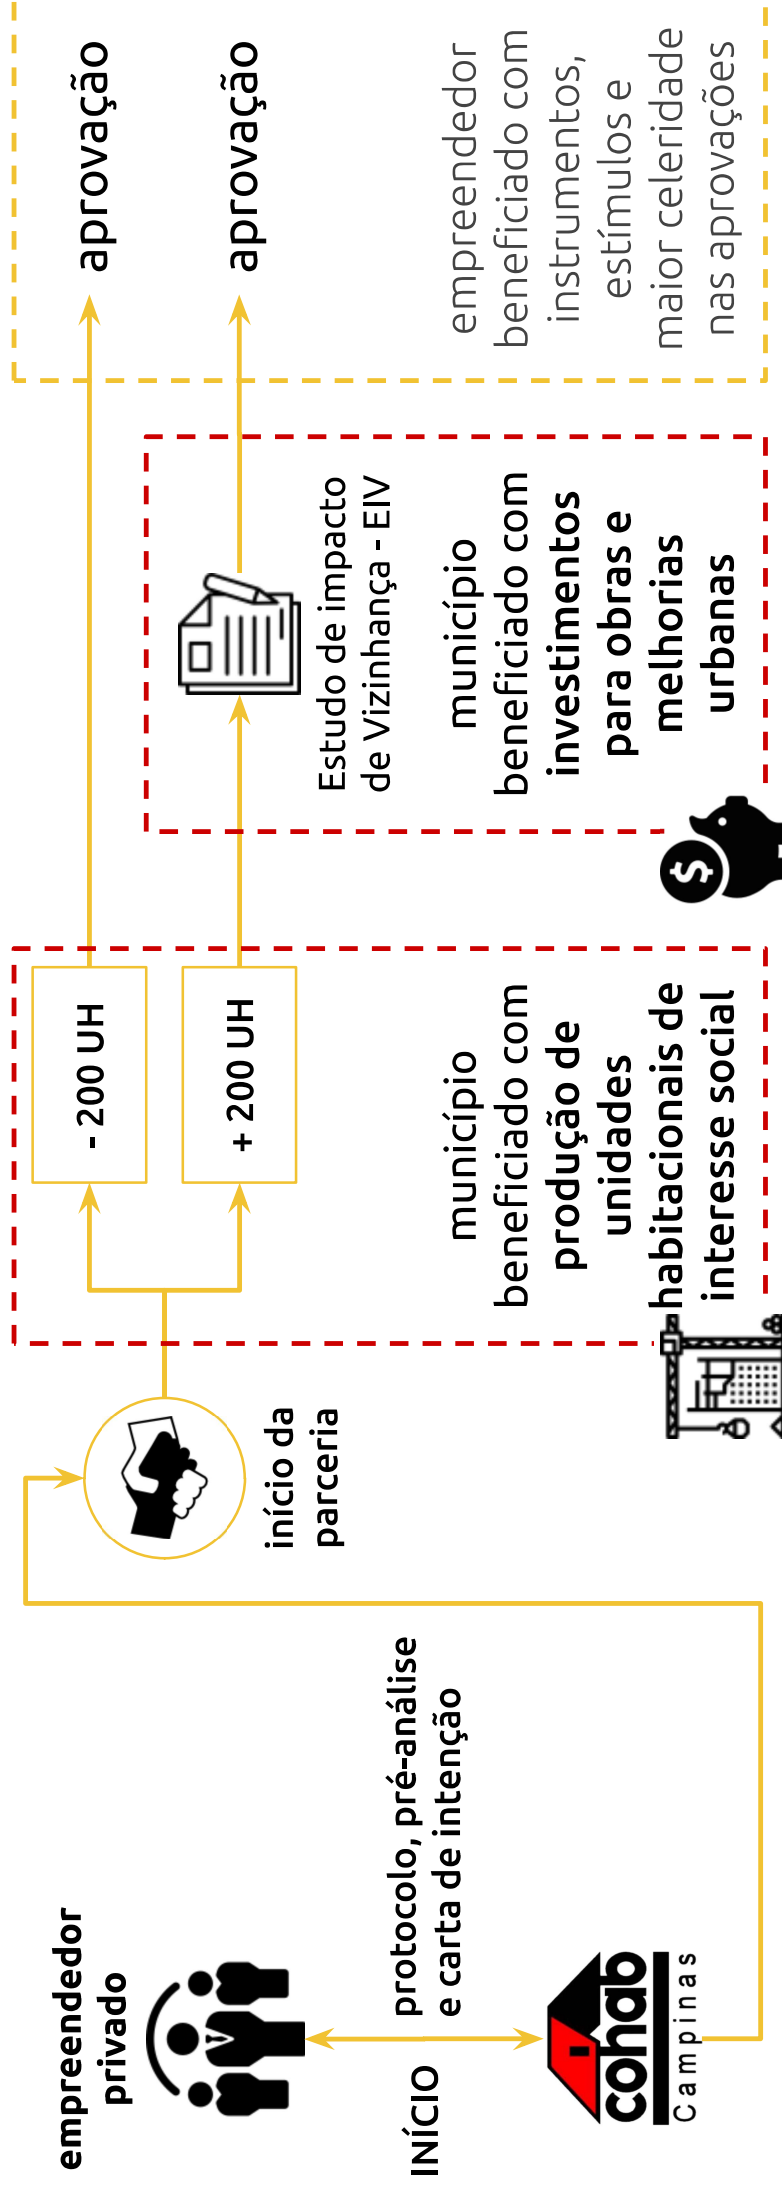 empreendedor
privado
INÍCIO
protocolo, pré-análise
e carta de intenção
cohab
Campinas
início da
parceria
- 200 UH
+ 200 UH
município
beneficiado com
produção de
unidades
habitacionais de
interesse social
Estudo de impacto
de Vizinhança - EIV
município
beneficiado com
investimentos
para obras e
melhorias
urbanas
$
aprovação
aprovação
empreendedor
beneficiado com
instrumentos,
estímulos e
maior celeridade
nas aprovações